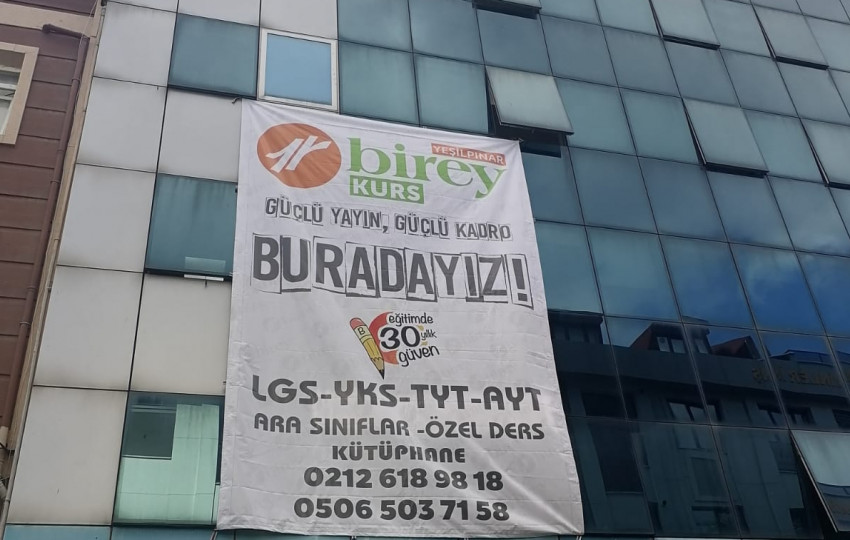 YEŞİLPINAR
birey
KURS
GÜÇLÜ YAYIN, GÜÇLÜ KADRO
BURADAYIZ!
eğitimde
30 yıllık
güven
LGS-YKS-TYT-AYT
ARA SINIFLAR -ÖZEL DERS
KÜTÜPHANE
0212 618 98 18
0506 503 71 58